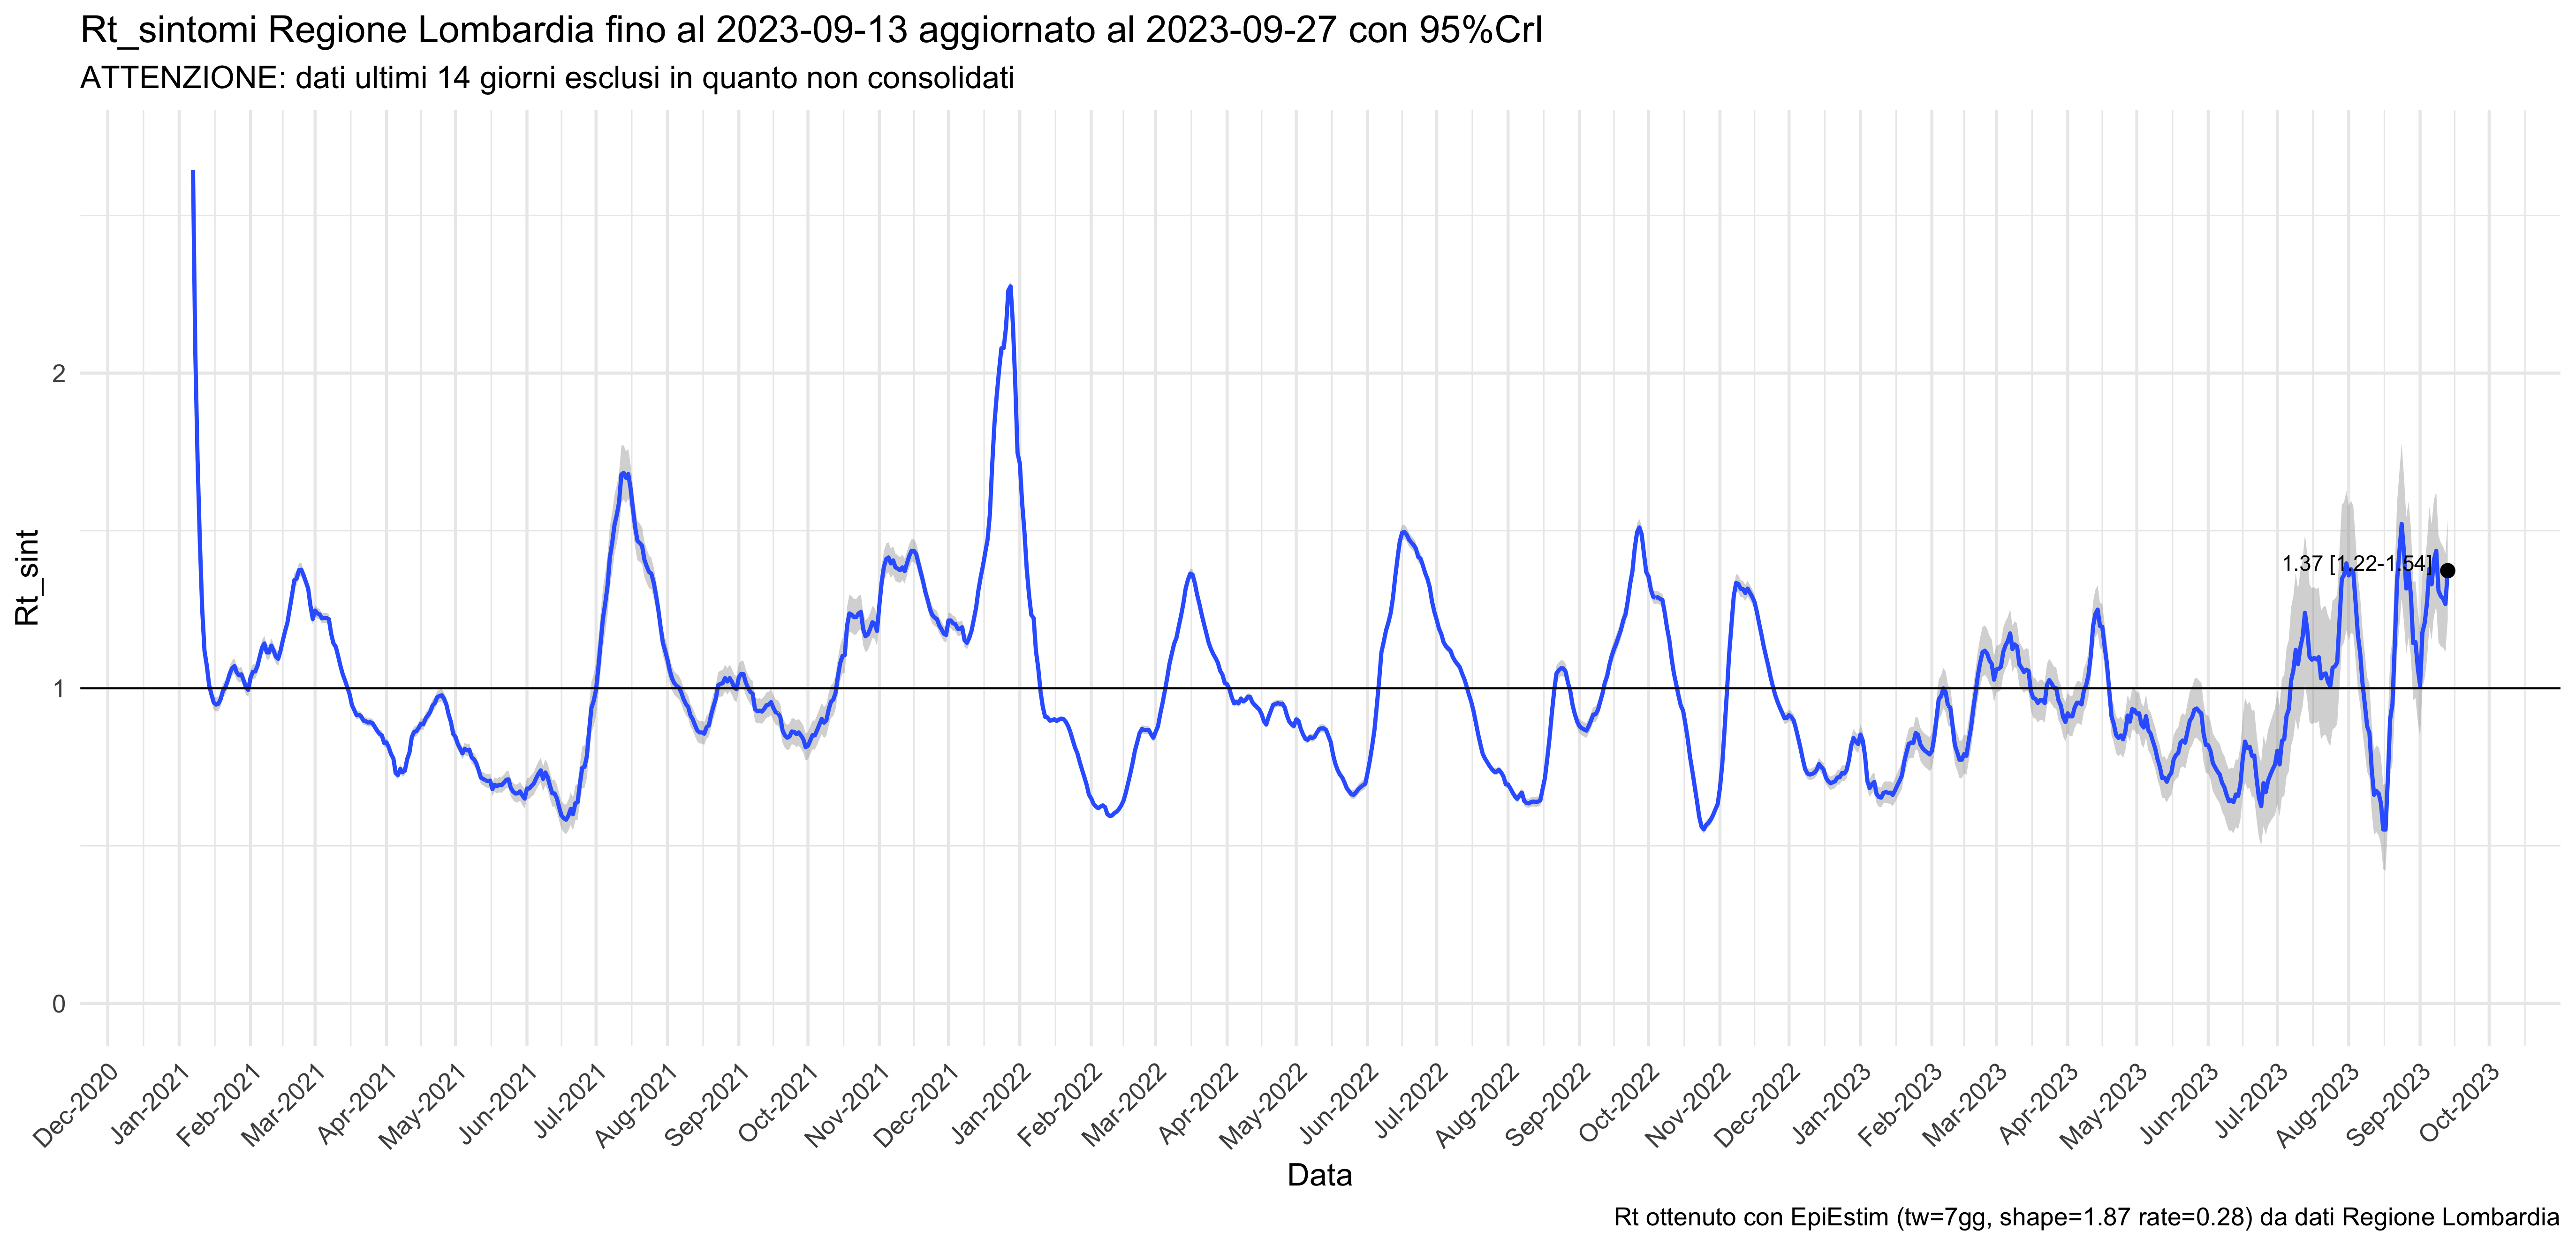 Rt_sintomi Regione Lombardia fino al 2023-09-13 aggiornato al 2023-09-27 con 95%CrI
ATTENZIONE: dati ultimi 14 giorni esclusi in quanto non consolidati
Rt_sint
2
1
0
1.37 [1.22-1.54]
Dec-2020
Jan-2021
Feb-2021
Mar-2021
Apr-2021
May-2021
Jun-2021
Jul-2021
Aug-2021
Sep-2021
Oct-2021
Nov-2021
Dec-2021
Jan-2022
Feb-2022
Mar-2022
Apr-2022
May-2022
Jun-2022
Jul-2022
Aug-2022
Sep-2022
Oct-2022
Nov-2022
Dec-2022
Jan-2023
Feb-2023
Mar-2023
Apr-2023
May-2023
Jun-2023
Jul-2023
Aug-2023
Sep-2023
Oct-2023
Data
Rt ottenuto con EpiEstim (tw=7gg, shape=1.87 rate=0.28) da dati Regione Lombardia